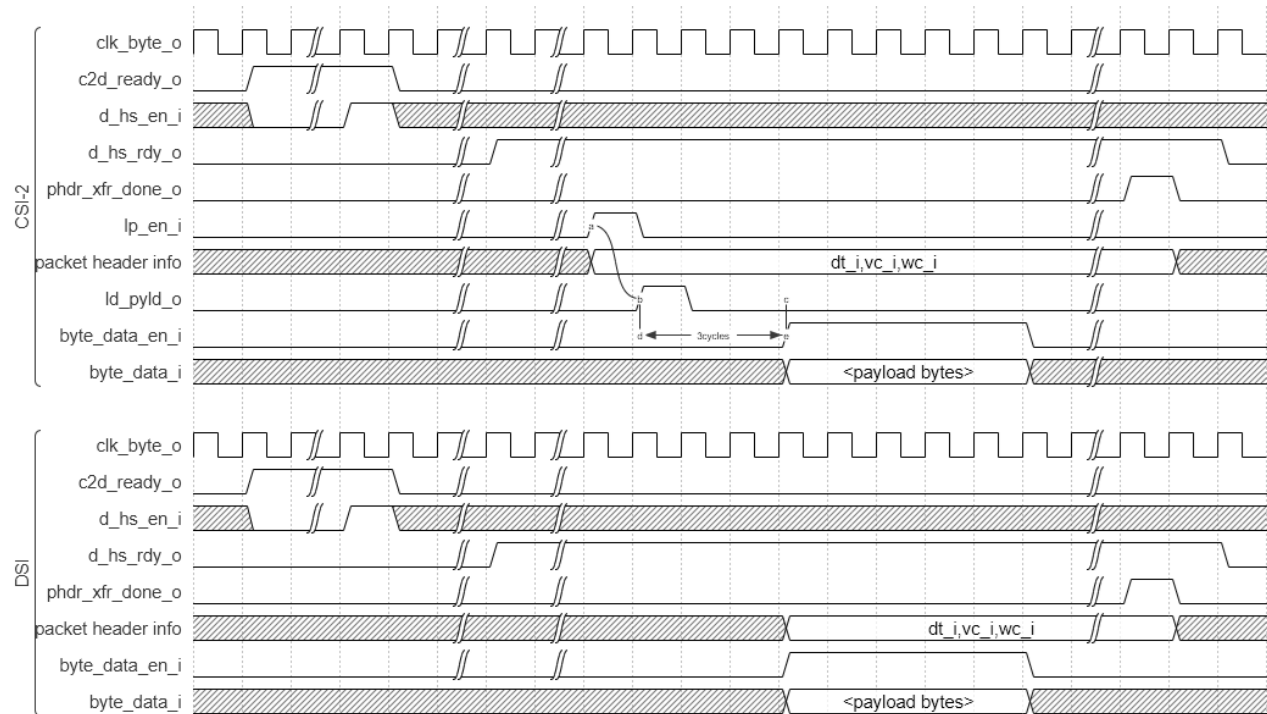 CSI-2
clk_byte_o
c2d_ready_o
d_hs_en_i
d_hs_rdy_o
phdr_xfr_done_o
lp_en_i
a
packet header info
dt_i,vc_i,wc_i
ld_pyld_o
b
c
byte_data_en_i
d
3cycles
e
byte_data_i
<payload bytes>
DSI
clk_byte_o
c2d_ready_o
d_hs_en_i
d_hs_rdy_o
phdr_xfr_done_o
packet header info
dt_i,vc_i,wc_i
byte_data_en_i
byte_data_i
<payload bytes>